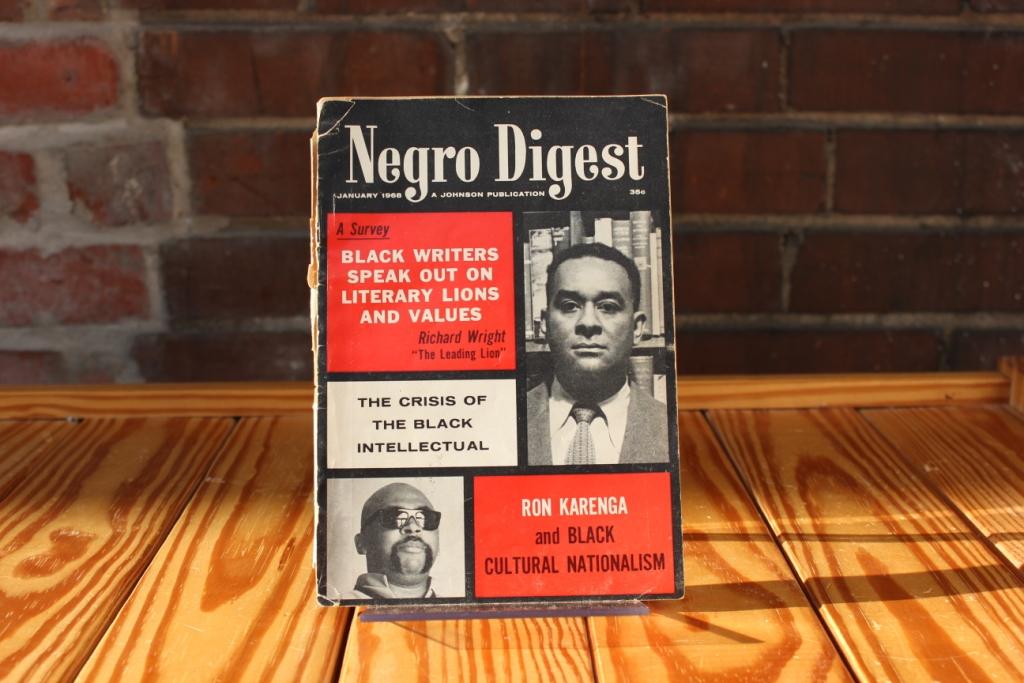 Negro Digest
JANUARY 1968 A JOHNSON PUBLICATION 35c
A Survey
BLACK WRITERS
SPEAK OUT ON
LITERARY LIONS
AND VALUES
Richard Wright
"The Leading Lion"
THE CRISIS OF
THE BLACK
INTELLECTUAL
RON KARENGA
and BLACK
CULTURAL NATIONALISM